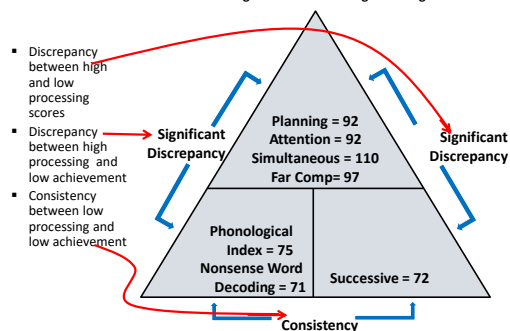 ▪ Discrepancy
between high
and low
processing
scores
▪ Discrepancy
between high
processing and
low achievement
▪ Consistency
between low
processing and
low achievement
Significant
Discrepancy
Planning = 92
Attention = 92
Simultaneous = 110
Far Comp= 97
Significant
Discrepancy
Phonological
Index = 75
Nonsense Word
Decoding = 71
Successive = 72
Consistency